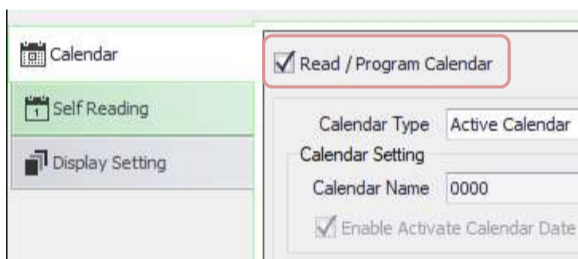 Calendar
Self Reading
Display Setting
Read / Program Calendar
Calendar Type Active Calendar
Calendar Setting
Calendar Name 0000
Enable Activate Calendar Date